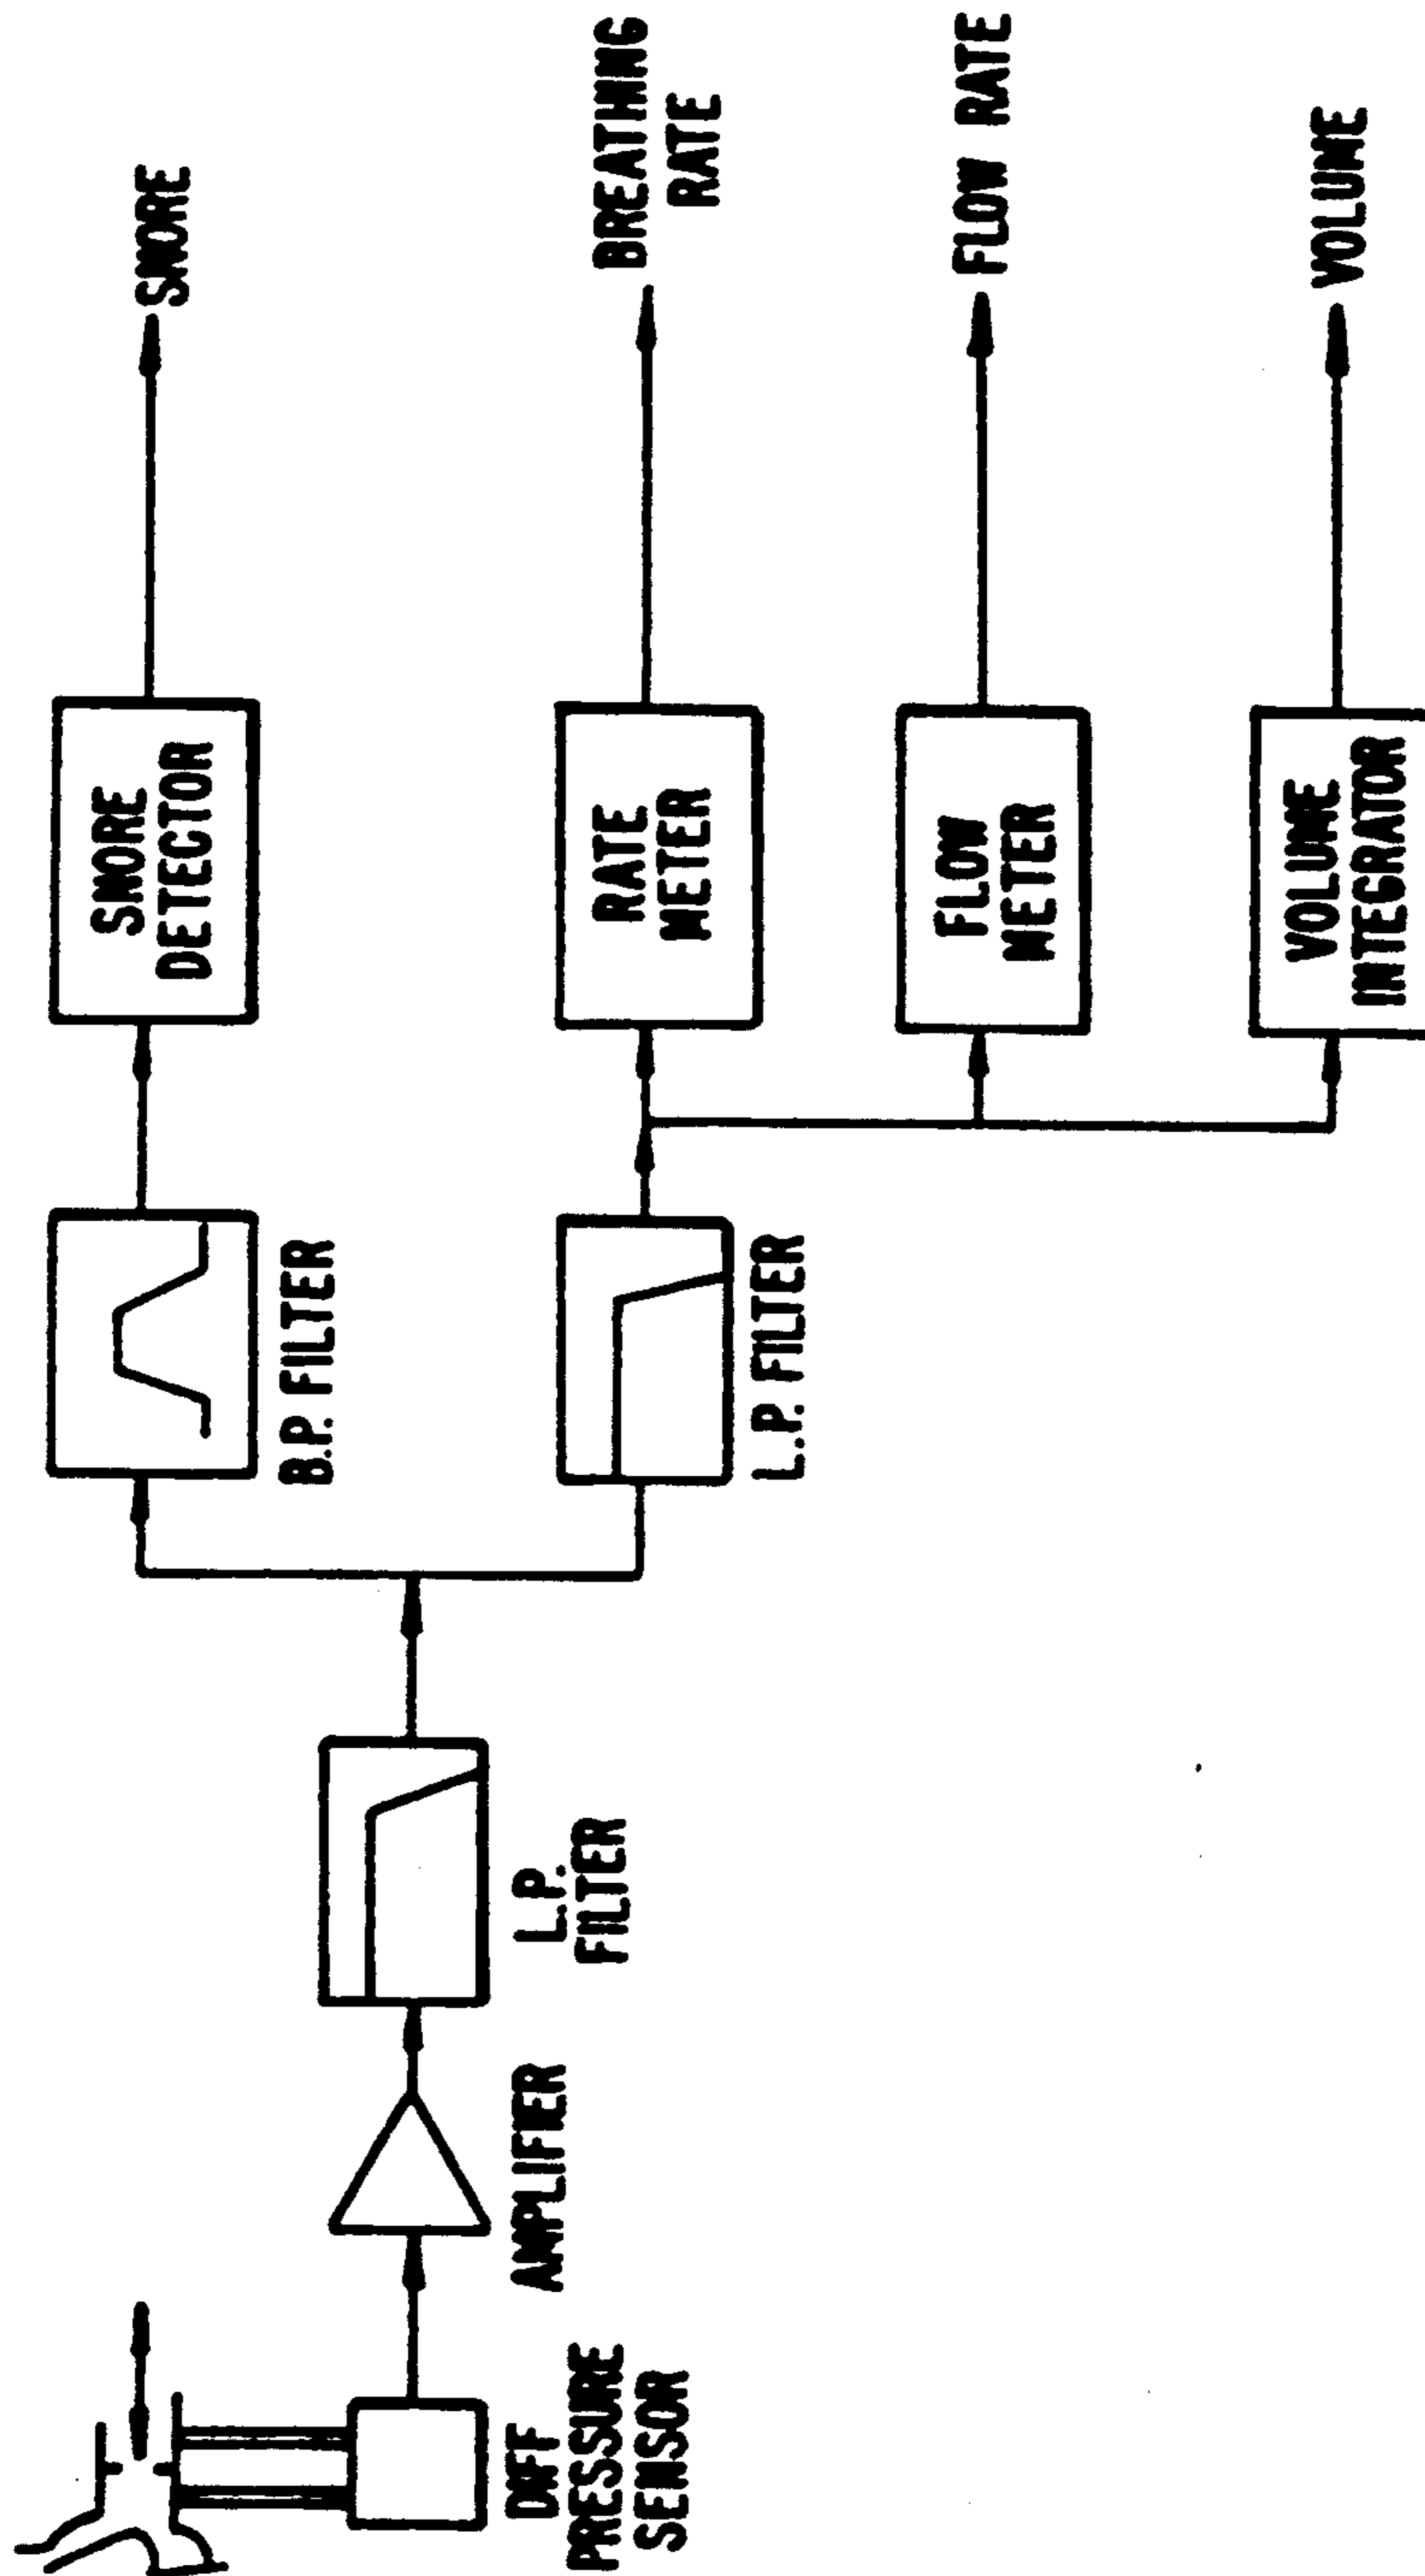 SNORE
DETECTOR
SNORE
B.P. FILTER
RATE
METER
BREATHING
RATE
L.P. FILTER
FLOW
METER
FLOW RATE
VOLUME
INTEGRATOR
VOLUME
L.P.
FILTER
AMPLIFIER
DIFF
PRESSURE
SENSOR